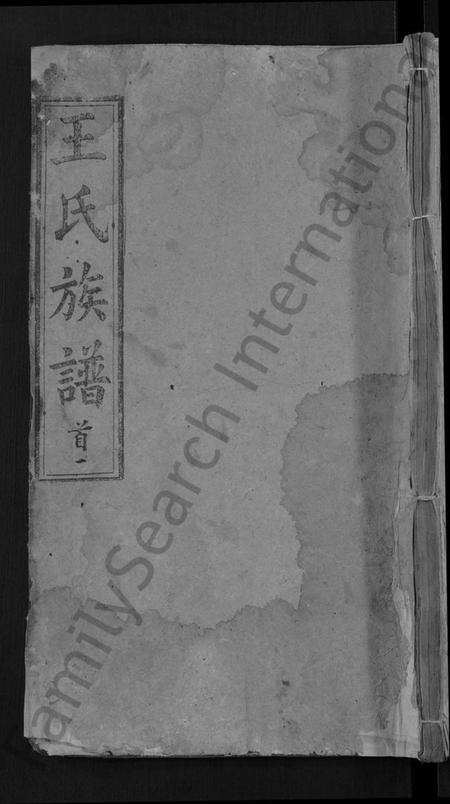 王氏族譜
首一
FamilySearch International